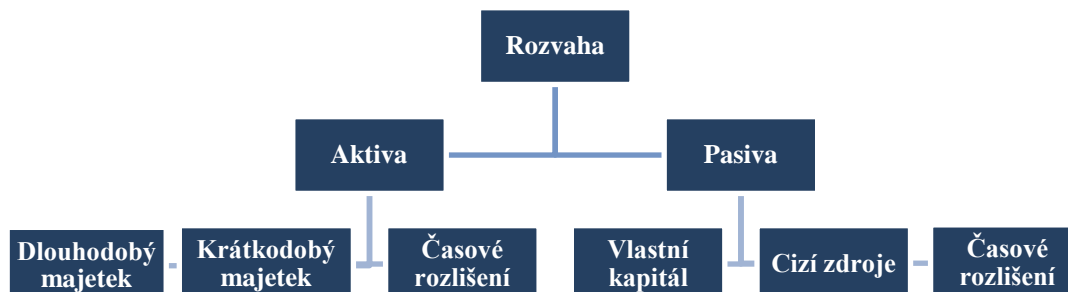 Rozvaha
Aktiva
Pasiva
Dlouhodobý
majetek
Krátkodobý
majetek
Časové
rozlišení
Vlastní
kapitál
Cizí zdroje
Časové
rozlišení